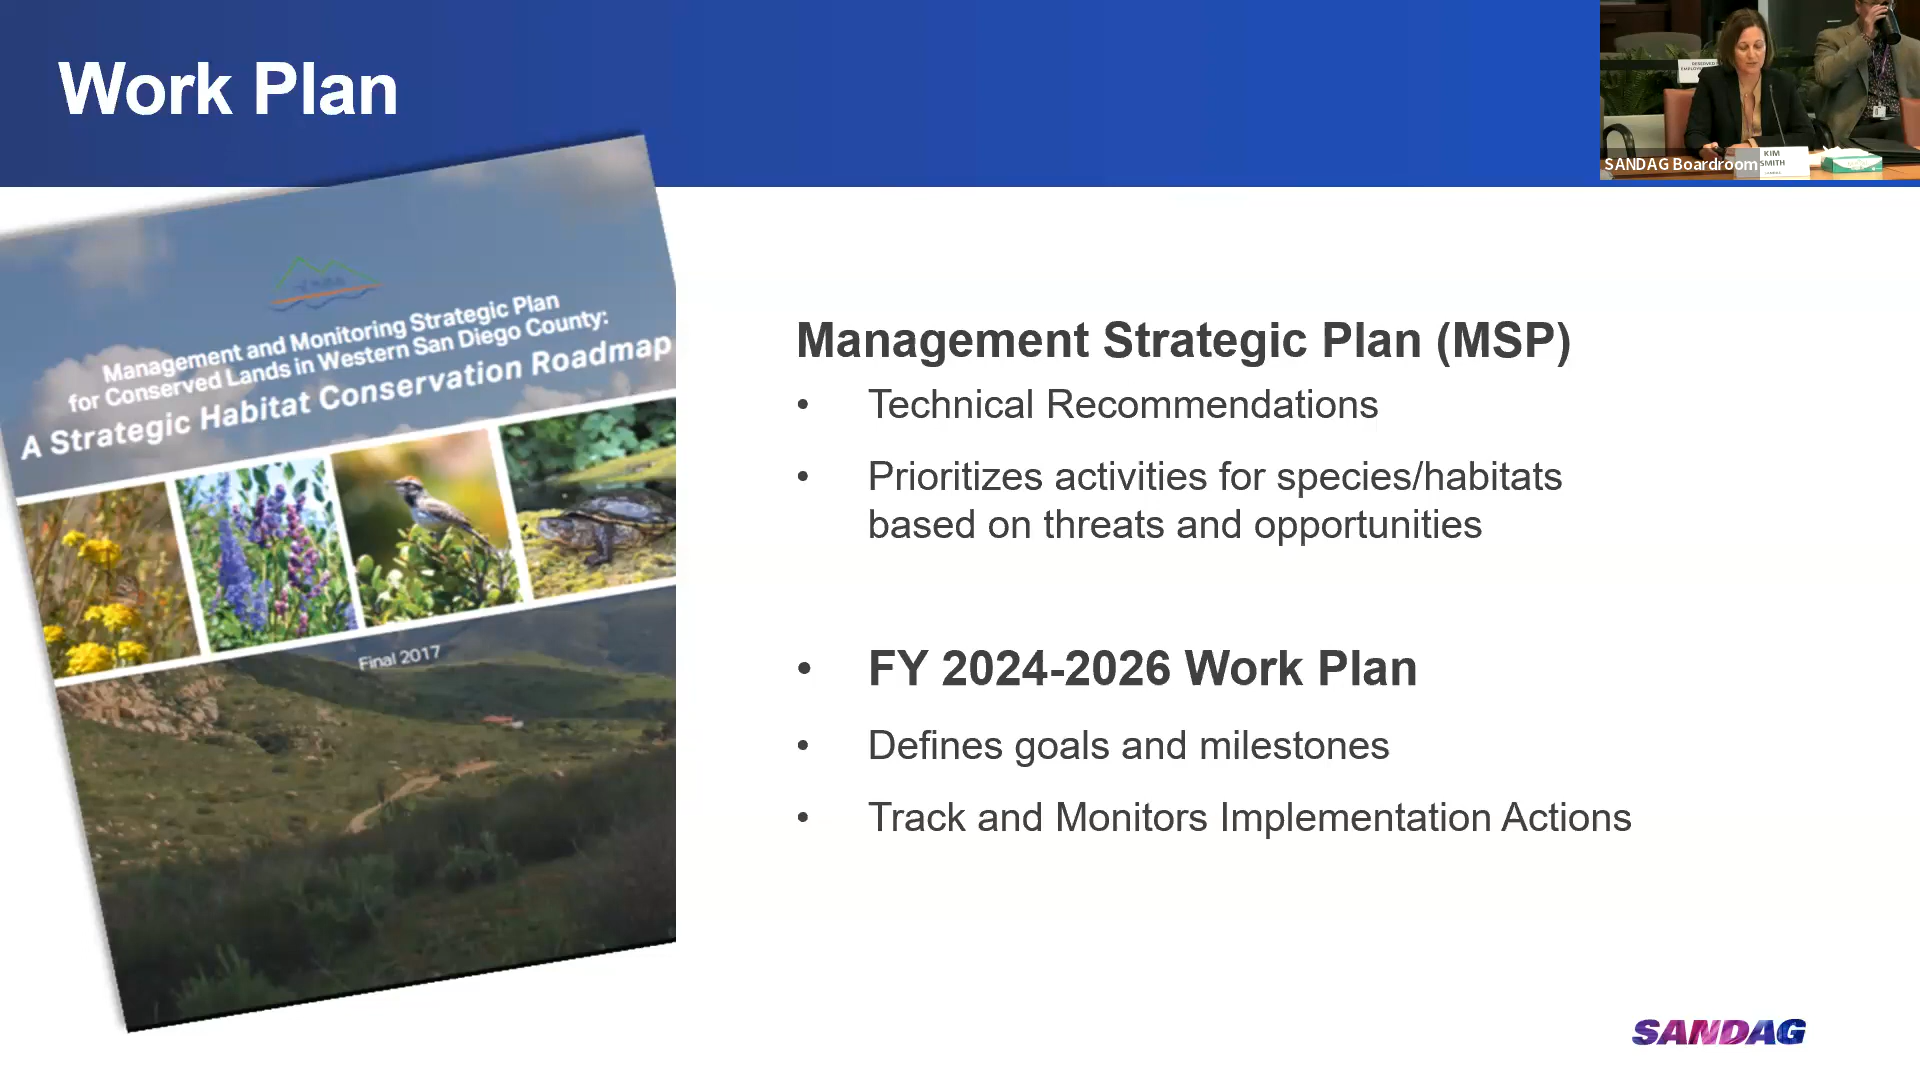 Work Plan
SANDAG Boardroom
KIM
SMITH
Management and Monitoring Strategic Plan
for Conserved Lands in Western San Diego County:
A Strategic Habitat Conservation Roadmap
Final 2017
Management Strategic Plan (MSP)
• Technical Recommendations
• Prioritizes activities for species/habitats
based on threats and opportunities
• FY 2024-2026 Work Plan
• Defines goals and milestones
• Track and Monitors Implementation Actions
SANDAG